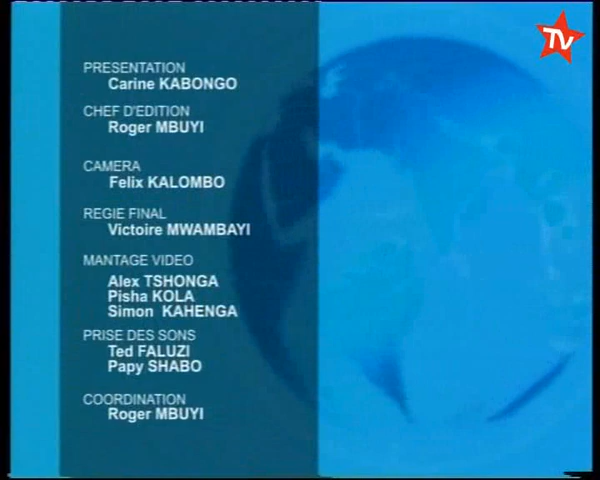 TV
PRESENTATION
Carine KABONGO
CHEF D'EDITION
Roger MBUYI
CAMERA
Felix KALOMBO
REGIE FINAL
Victoire MWAMBAYI
MANTAGE VIDEO
Alex TSHONGA
Pisha KOLA
Simon KAHENGA
PRISE DES SONS
Ted FALUZI
Papy SHABO
COORDINATION
Roger MBUYI